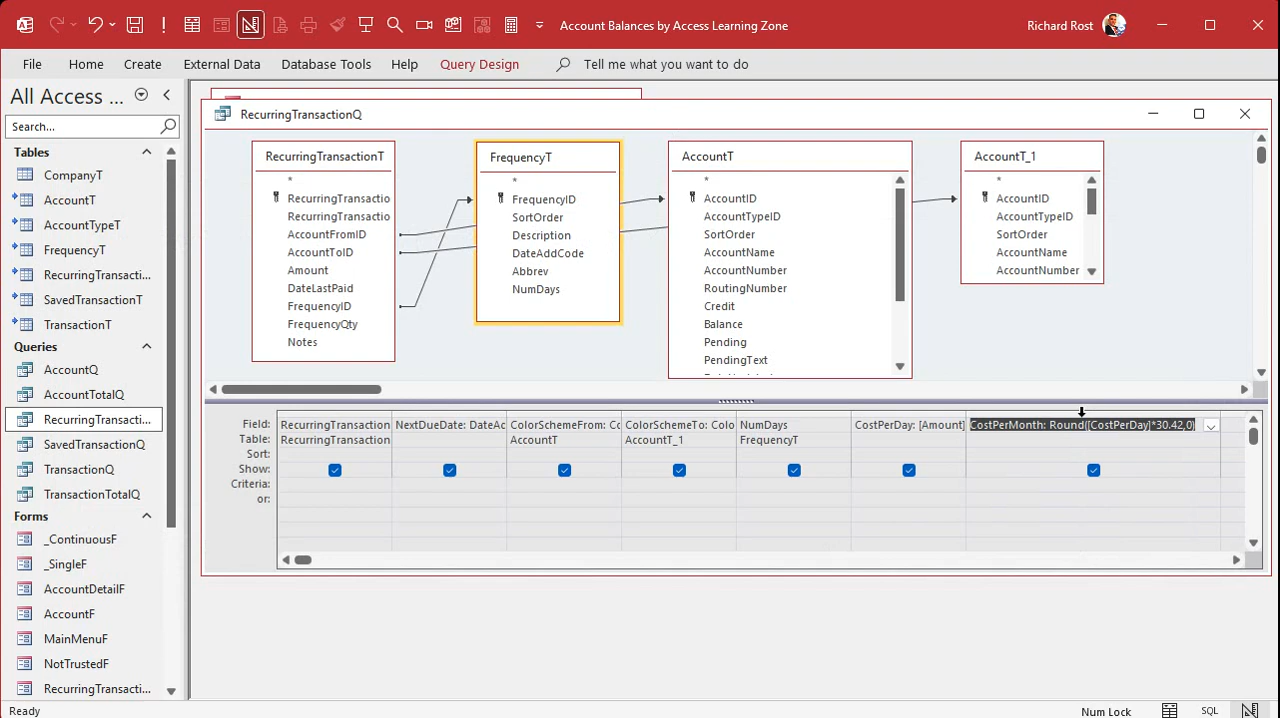 Account Balances by Access Learning Zone
Richard Rost
File Home Create External Data Database Tools Help Query Design Tell me what you want to do
All Access ...
Search...
Tables
CompanyT
AccountT
AccountTypeT
FrequencyT
RecurringTransacti...
SavedTransactionT
TransactionT
Queries
AccountQ
AccountTotalQ
RecurringTransacti...
SavedTransactionQ
TransactionQ
TransactionTotalQ
Forms
_ContinuousF
_SingleF
AccountDetailF
AccountF
MainMenuF
NotTrustedF
RecurringTransacti...
RecurringTransactionQ
RecurringTransactionT
*
RecurringTransactio
RecurringTransactio
AccountFromID
AccountToID
Amount
DateLastPaid
FrequencyID
FrequencyQty
Notes
FrequencyT
*
FrequencyID
SortOrder
Description
DateAddCode
Abbrev
NumDays
AccountT
*
AccountID
AccountTypeID
SortOrder
AccountName
AccountNumber
RoutingNumber
Credit
Balance
Pending
PendingText
AccountT_1
*
AccountID
AccountTypeID
SortOrder
AccountName
AccountNumber
Field: RecurringTransaction NextDueDate: DateAc ColorSchemeFrom: Cc ColorSchemeTo: Colo NumDays CostPerDay: [Amount] CostPerMonth: Round([CostPerDay]*30.42,0)
Table: RecurringTransaction AccountT AccountT_1 FrequencyT
Sort:
Show:
Criteria:
or:
Ready
Num Lock
SQL